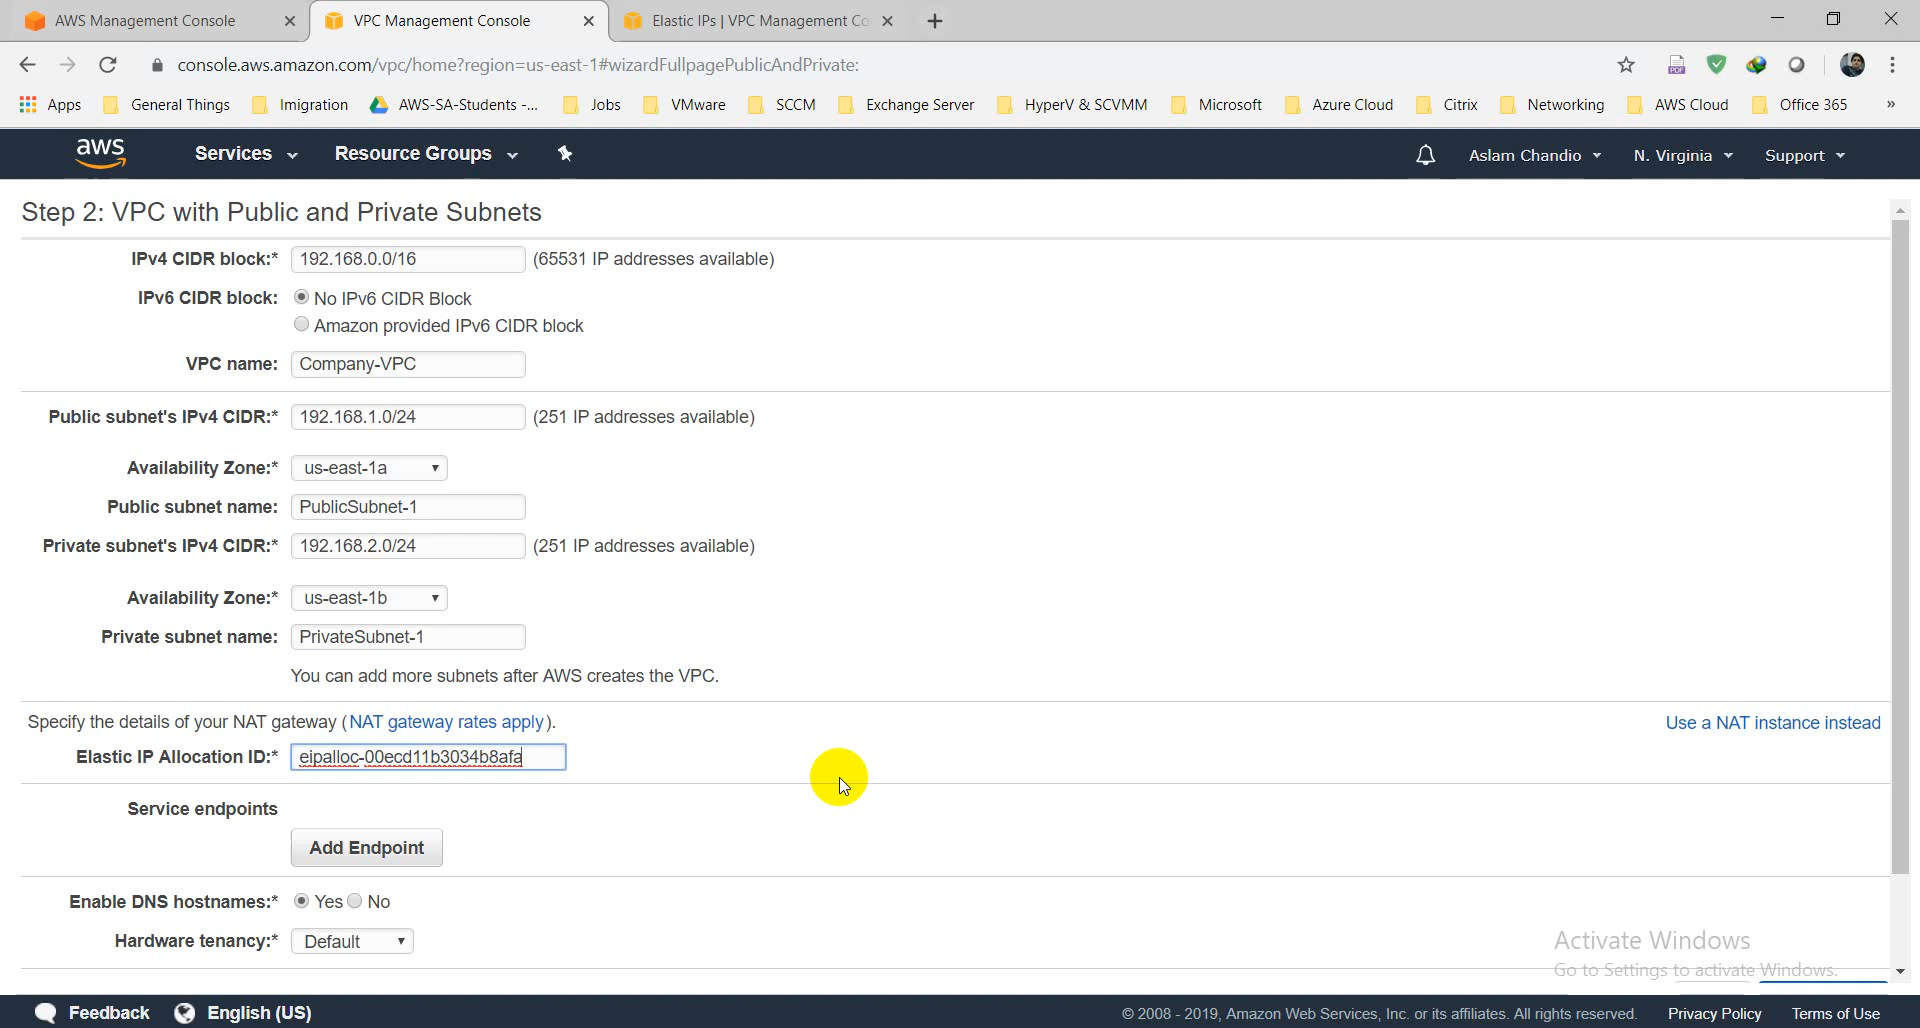 AWS Management Console
VPC Management Console
Elastic IPs | VPC Management Co
console.aws.amazon.com/vpc/home?region=us-east-1#wizardFullpagePublicAndPrivate:
Apps General Things Imigration AWS-SA-Students -... Jobs VMware SCCM Exchange Server HyperV & SCVMM Microsoft Azure Cloud Citrix Networking AWS Cloud Office 365 »
aws Services Resource Groups Aslam Chandio N. Virginia Support
Step 2: VPC with Public and Private Subnets
IPv4 CIDR block:* 192.168.0.0/16 (65531 IP addresses available)
IPv6 CIDR block: No IPv6 CIDR Block
Amazon provided IPv6 CIDR block
VPC name: Company-VPC
Public subnet's IPv4 CIDR:* 192.168.1.0/24 (251 IP addresses available)
Availability Zone:* us-east-1a
Public subnet name: PublicSubnet-1
Private subnet's IPv4 CIDR:* 192.168.2.0/24 (251 IP addresses available)
Availability Zone:* us-east-1b
Private subnet name: PrivateSubnet-1
You can add more subnets after AWS creates the VPC.
Specify the details of your NAT gateway (NAT gateway rates apply). Use a NAT instance instead
Elastic IP Allocation ID:* eipalloc-00ecd11b3034b8afa
Service endpoints
Add Endpoint
Enable DNS hostnames:* Yes No
Hardware tenancy:* Default
Activate Windows
Go to Settings to activate Windows.
Feedback English (US) © 2008 - 2019, Amazon Web Services, Inc. or its affiliates. All rights reserved. Privacy Policy Terms of Use